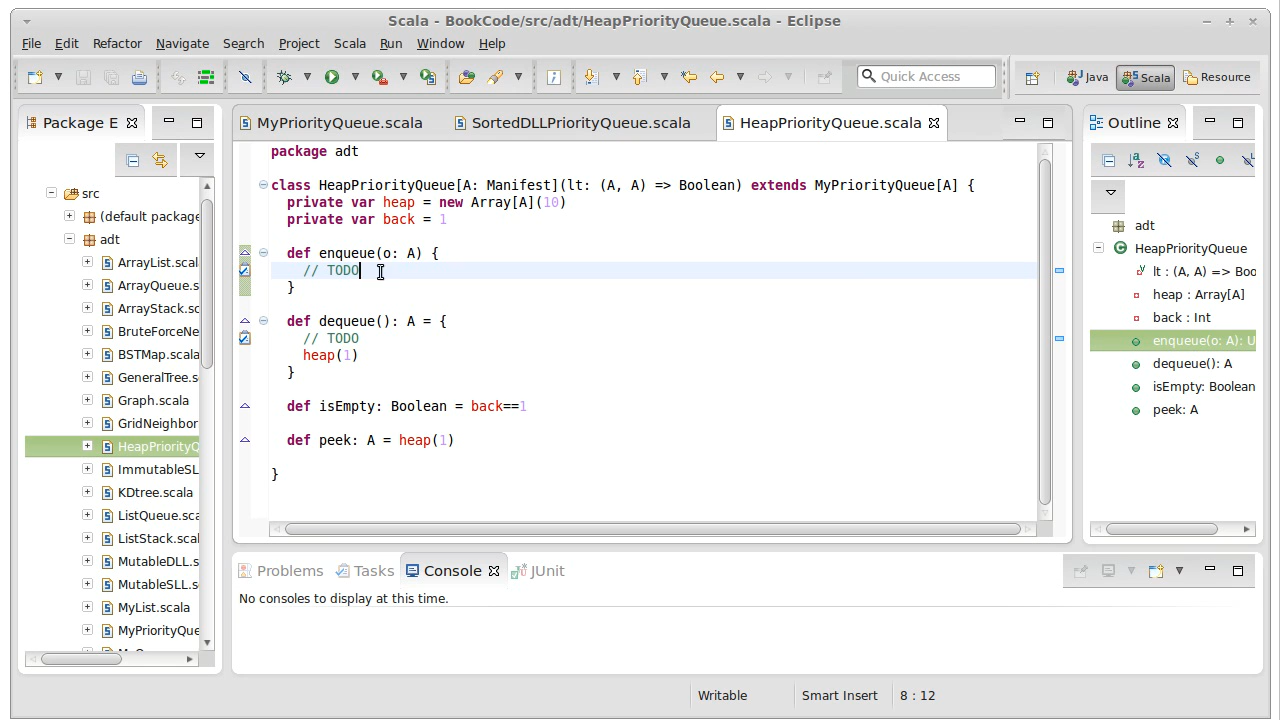 Scala - BookCode/src/adt/HeapPriorityQueue.scala - Eclipse
File Edit Refactor Navigate Search Project Scala Run Window Help
Quick Access
Java
Scala
Resource
Package E
src
(default package
adt
ArrayList.scal
ArrayQueue.s
ArrayStack.sc
BruteForceNe
BSTMap.scala
GeneralTree.s
Graph.scala
GridNeighbor
HeapPriorityQ
ImmutableSL
KDtree.scala
ListQueue.sca
ListStack.scal
MutableDLL.s
MutableSLL.s
MyList.scala
MyPriorityQue
MyPriorityQueue.scala SortedDLLPriorityQueue.scala HeapPriorityQueue.scala
package adt
class HeapPriorityQueue[A: Manifest](lt: (A, A) => Boolean) extends MyPriorityQueue[A] {
private var heap = new Array[A](10)
private var back = 1
def enqueue(o: A) {
// TODO
}
def dequeue(): A = {
// TODO
heap(1)
}
def isEmpty: Boolean = back==1
def peek: A = heap(1)
}
Outline
adt
HeapPriorityQueue
lt : (A, A) => Boo
heap : Array[A]
back : Int
enqueue(o: A): U
dequeue(): A
isEmpty: Boolean
peek: A
Problems Tasks Console JUnit
No consoles to display at this time.
Writable Smart Insert 8 : 12